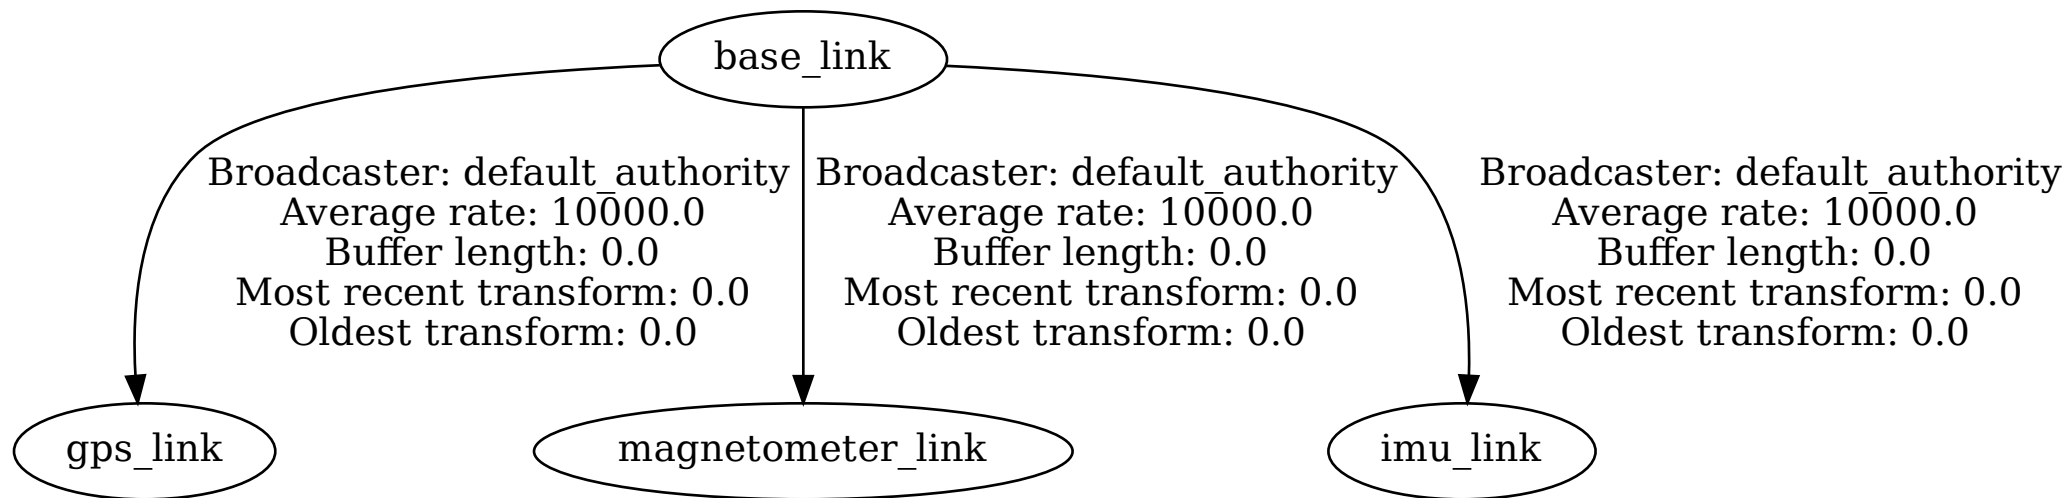 base_link
Broadcaster: default_authority
Average rate: 10000.0
Buffer length: 0.0
Most recent transform: 0.0
Oldest transform: 0.0
Broadcaster: default_authority
Average rate: 10000.0
Buffer length: 0.0
Most recent transform: 0.0
Oldest transform: 0.0
Broadcaster: default_authority
Average rate: 10000.0
Buffer length: 0.0
Most recent transform: 0.0
Oldest transform: 0.0
gps_link
magnetometer_link
imu_link